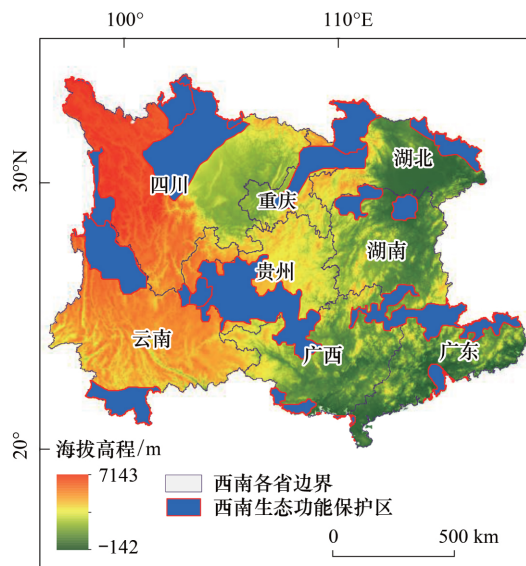 100°
110°E
30°N
20°
四川
重庆
湖北
湖南
贵州
云南
广西
广东
海拔高程/m
7143
-142
西南各省边界
西南生态功能保护区
0
500 km